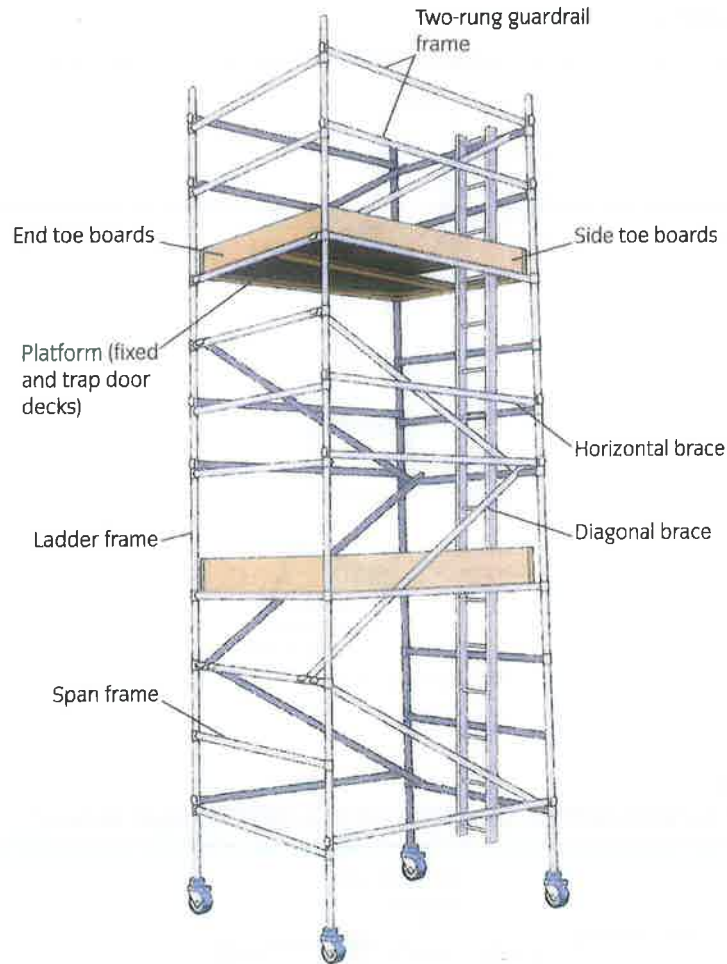 Two-rung guardrail
frame
End toe boards
Side toe boards
Platform (fixed
and trap door
decks)
Horizontal brace
Ladder frame
Diagonal brace
Span frame